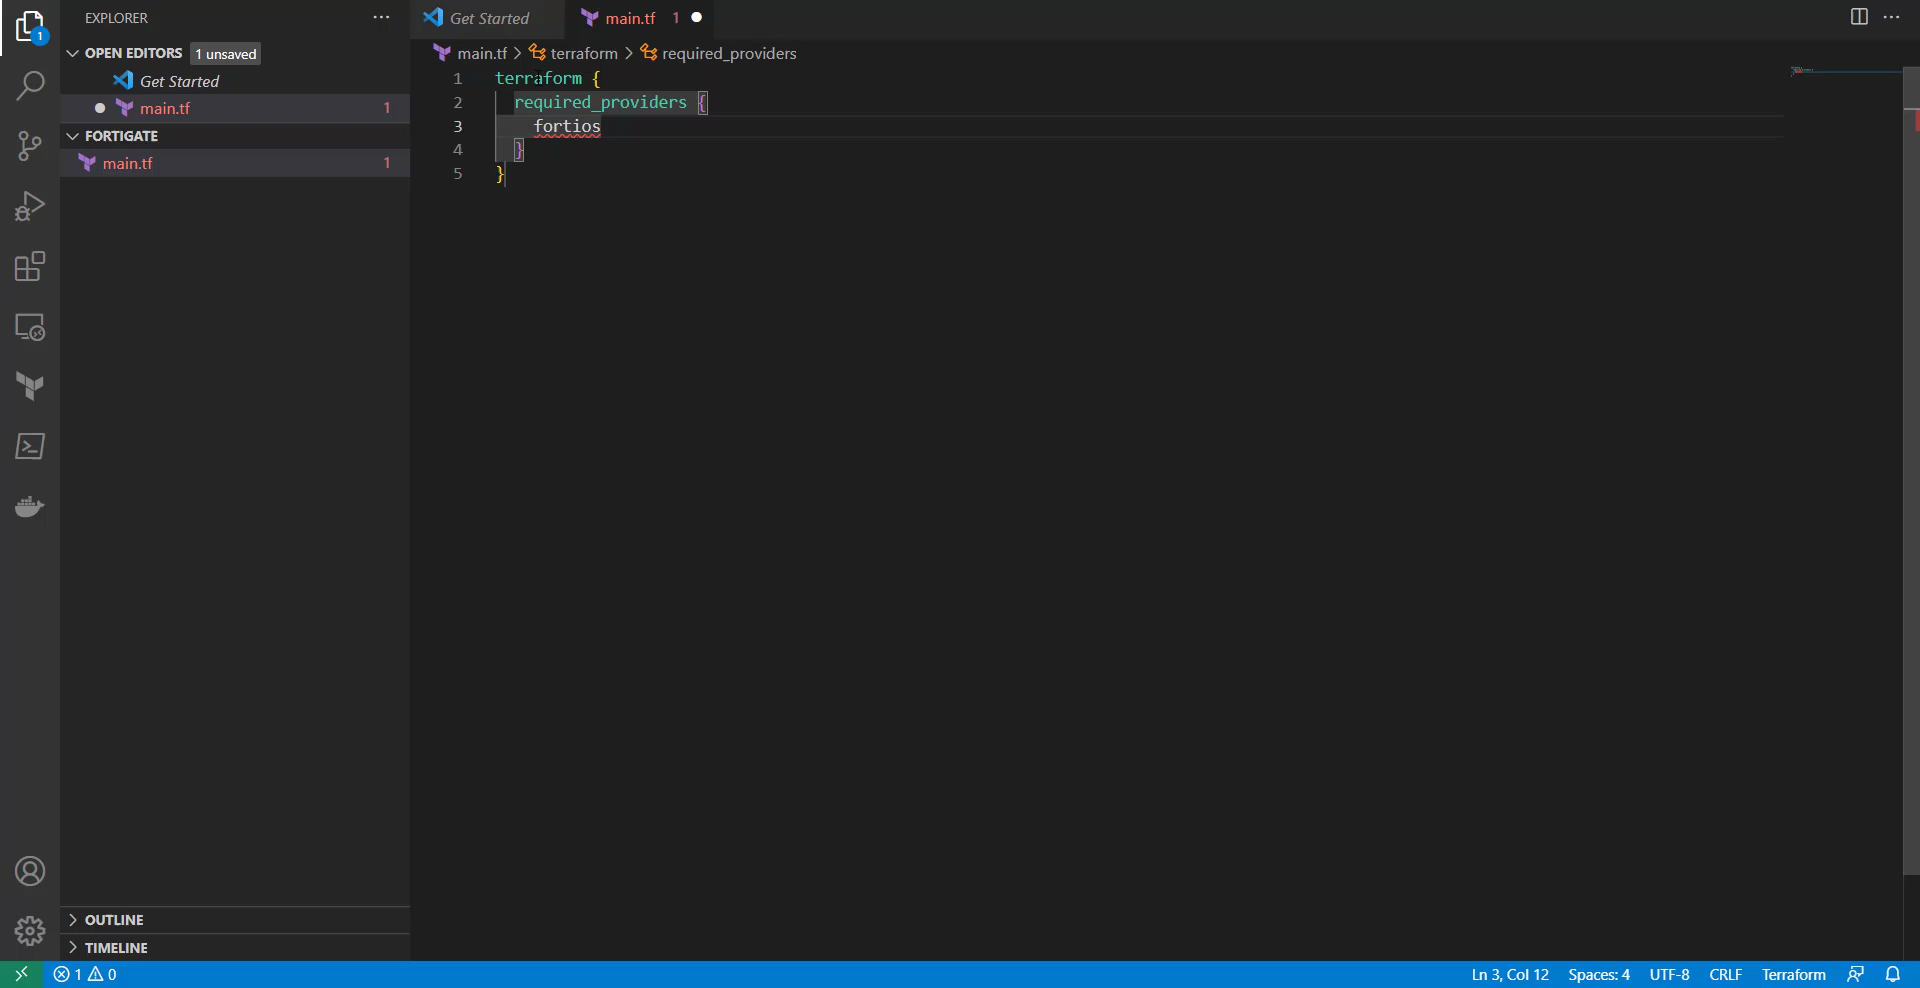 EXPLORER
OPEN EDITORS 1 unsaved
Get Started
main.tf 1
FORTIGATE
main.tf 1
OUTLINE
TIMELINE
1
Get Started
main.tf 1
main.tf > terraform > required_providers
1 terraform {
2 required_providers {
3 fortios
4 }
5 }
1 0
Ln 3, Col 12 Spaces: 4 UTF-8 CRLF Terraform